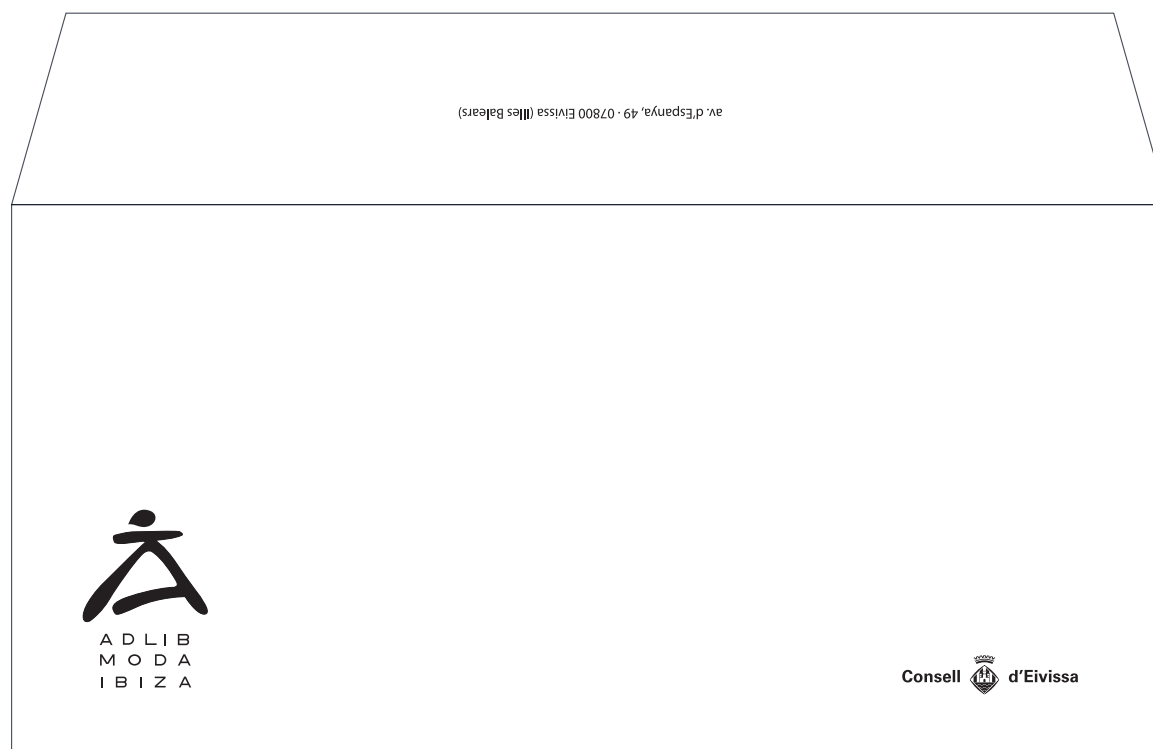 av. d'Espanya, 49 · 07800 Eivissa (Illes Balears)
ADLIB
MODA
IBIZA
Consell d'Eivissa